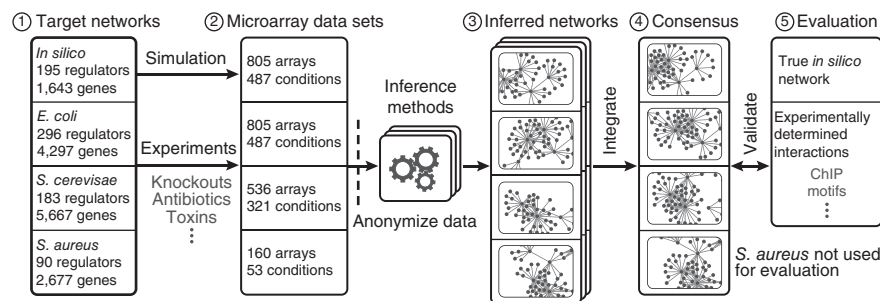 ① Target networks
In silico
195 regulators
1,643 genes
E. coli
296 regulators
4,297 genes
S. cerevisae
183 regulators
5,667 genes
S. aureus
90 regulators
2,677 genes
Simulation
Experiments
Knockouts
Antibiotics
Toxins
⋮
② Microarray data sets
805 arrays
487 conditions
805 arrays
487 conditions
536 arrays
321 conditions
160 arrays
53 conditions
Inference
methods
Anonymize data
③ Inferred networks
Integrate
④ Consensus
Validate
⑤ Evaluation
True in silico
network
Experimentally
determined
interactions
ChIP
motifs
⋮
S. aureus not used
for evaluation